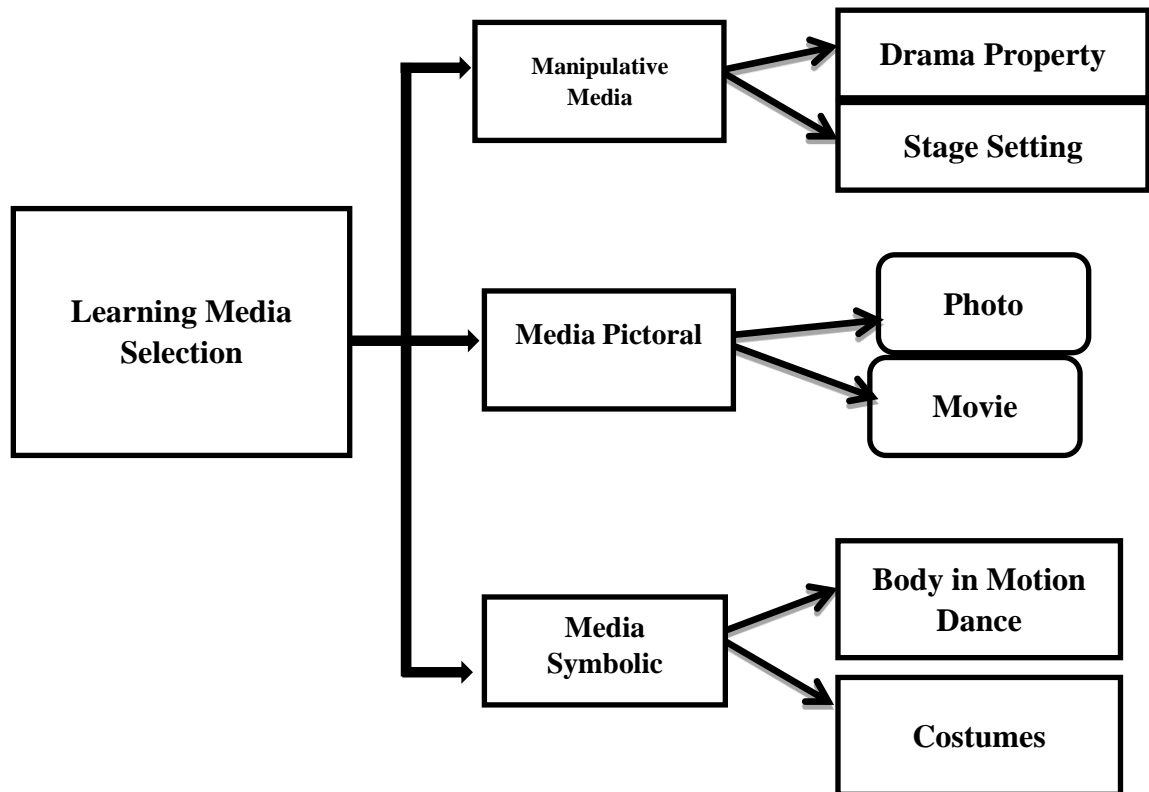 Learning Media
Selection
Manipulative
Media
Drama Property
Stage Setting
Media Pictoral
Photo
Movie
Media
Symbolic
Body in Motion
Dance
Costumes